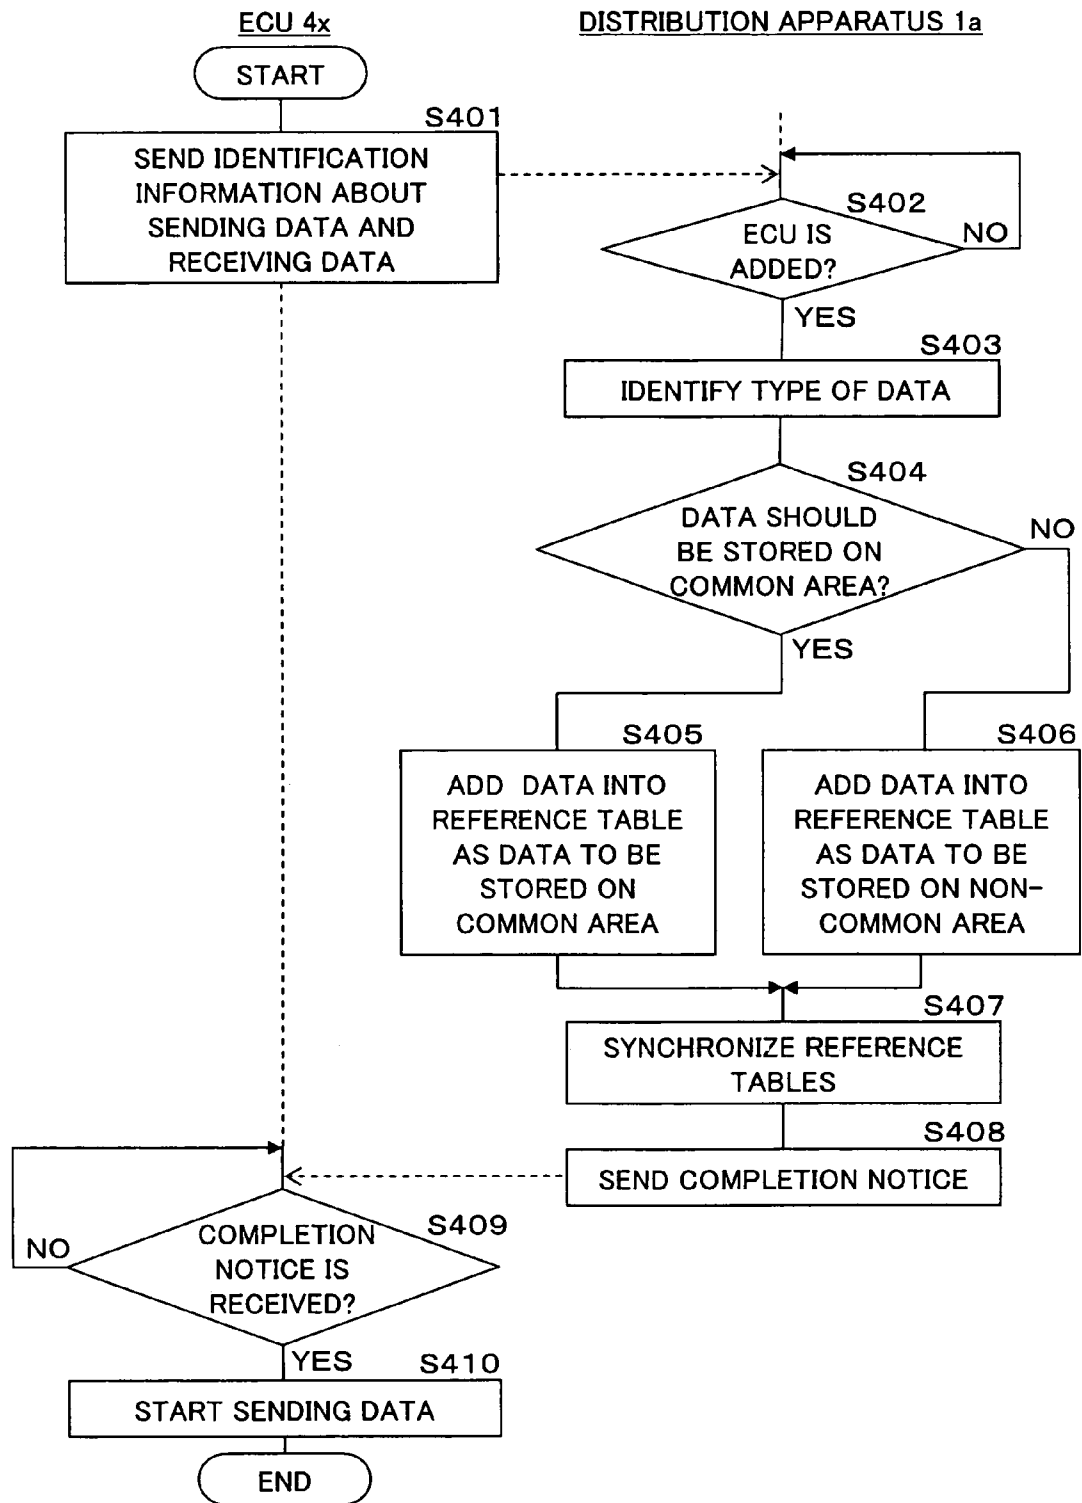 ECU 4x
DISTRIBUTION APPARATUS 1a
START
S401
SEND IDENTIFICATION
INFORMATION ABOUT
SENDING DATA AND
RECEIVING DATA
S402
ECU IS
ADDED?
NO
YES
S403
IDENTIFY TYPE OF DATA
S404
DATA SHOULD
BE STORED ON
COMMON AREA?
NO
YES
S405
ADD DATA INTO
REFERENCE TABLE
AS DATA TO BE
STORED ON
COMMON AREA
S406
ADD DATA INTO
REFERENCE TABLE
AS DATA TO BE
STORED ON NON-
COMMON AREA
S407
SYNCHRONIZE REFERENCE
TABLES
S408
SEND COMPLETION NOTICE
S409
COMPLETION
NOTICE IS
RECEIVED?
NO
YES
S410
START SENDING DATA
END